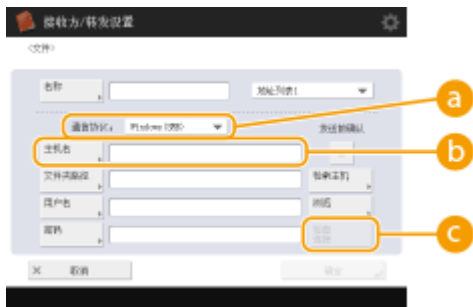 接收方/转发设置
<文件>
名称
地址列表1
通信协议:
Windows (SMB)
发送前确认
主机名
文件夹路径
检索主机
用户名
浏览
密码
× 取消
确定
a
b
c